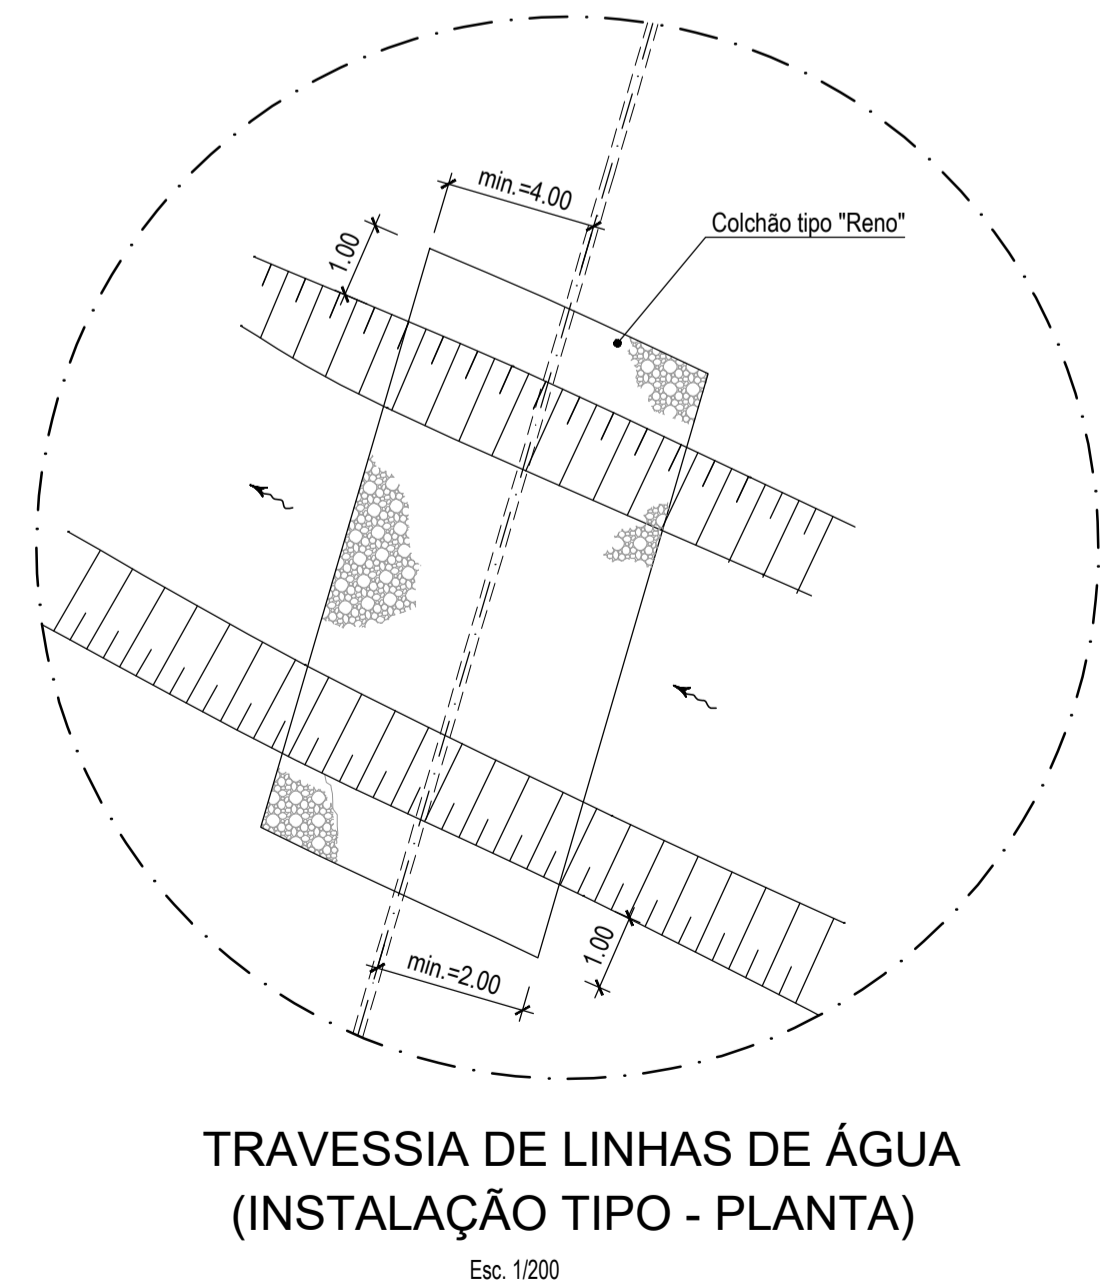 min.=4.00
1.00
Colchão tipo "Reno"
1.00
min.=2.00
TRAVESSIA DE LINHAS DE ÁGUA
(INSTALAÇÃO TIPO - PLANTA)
Esc. 1/200